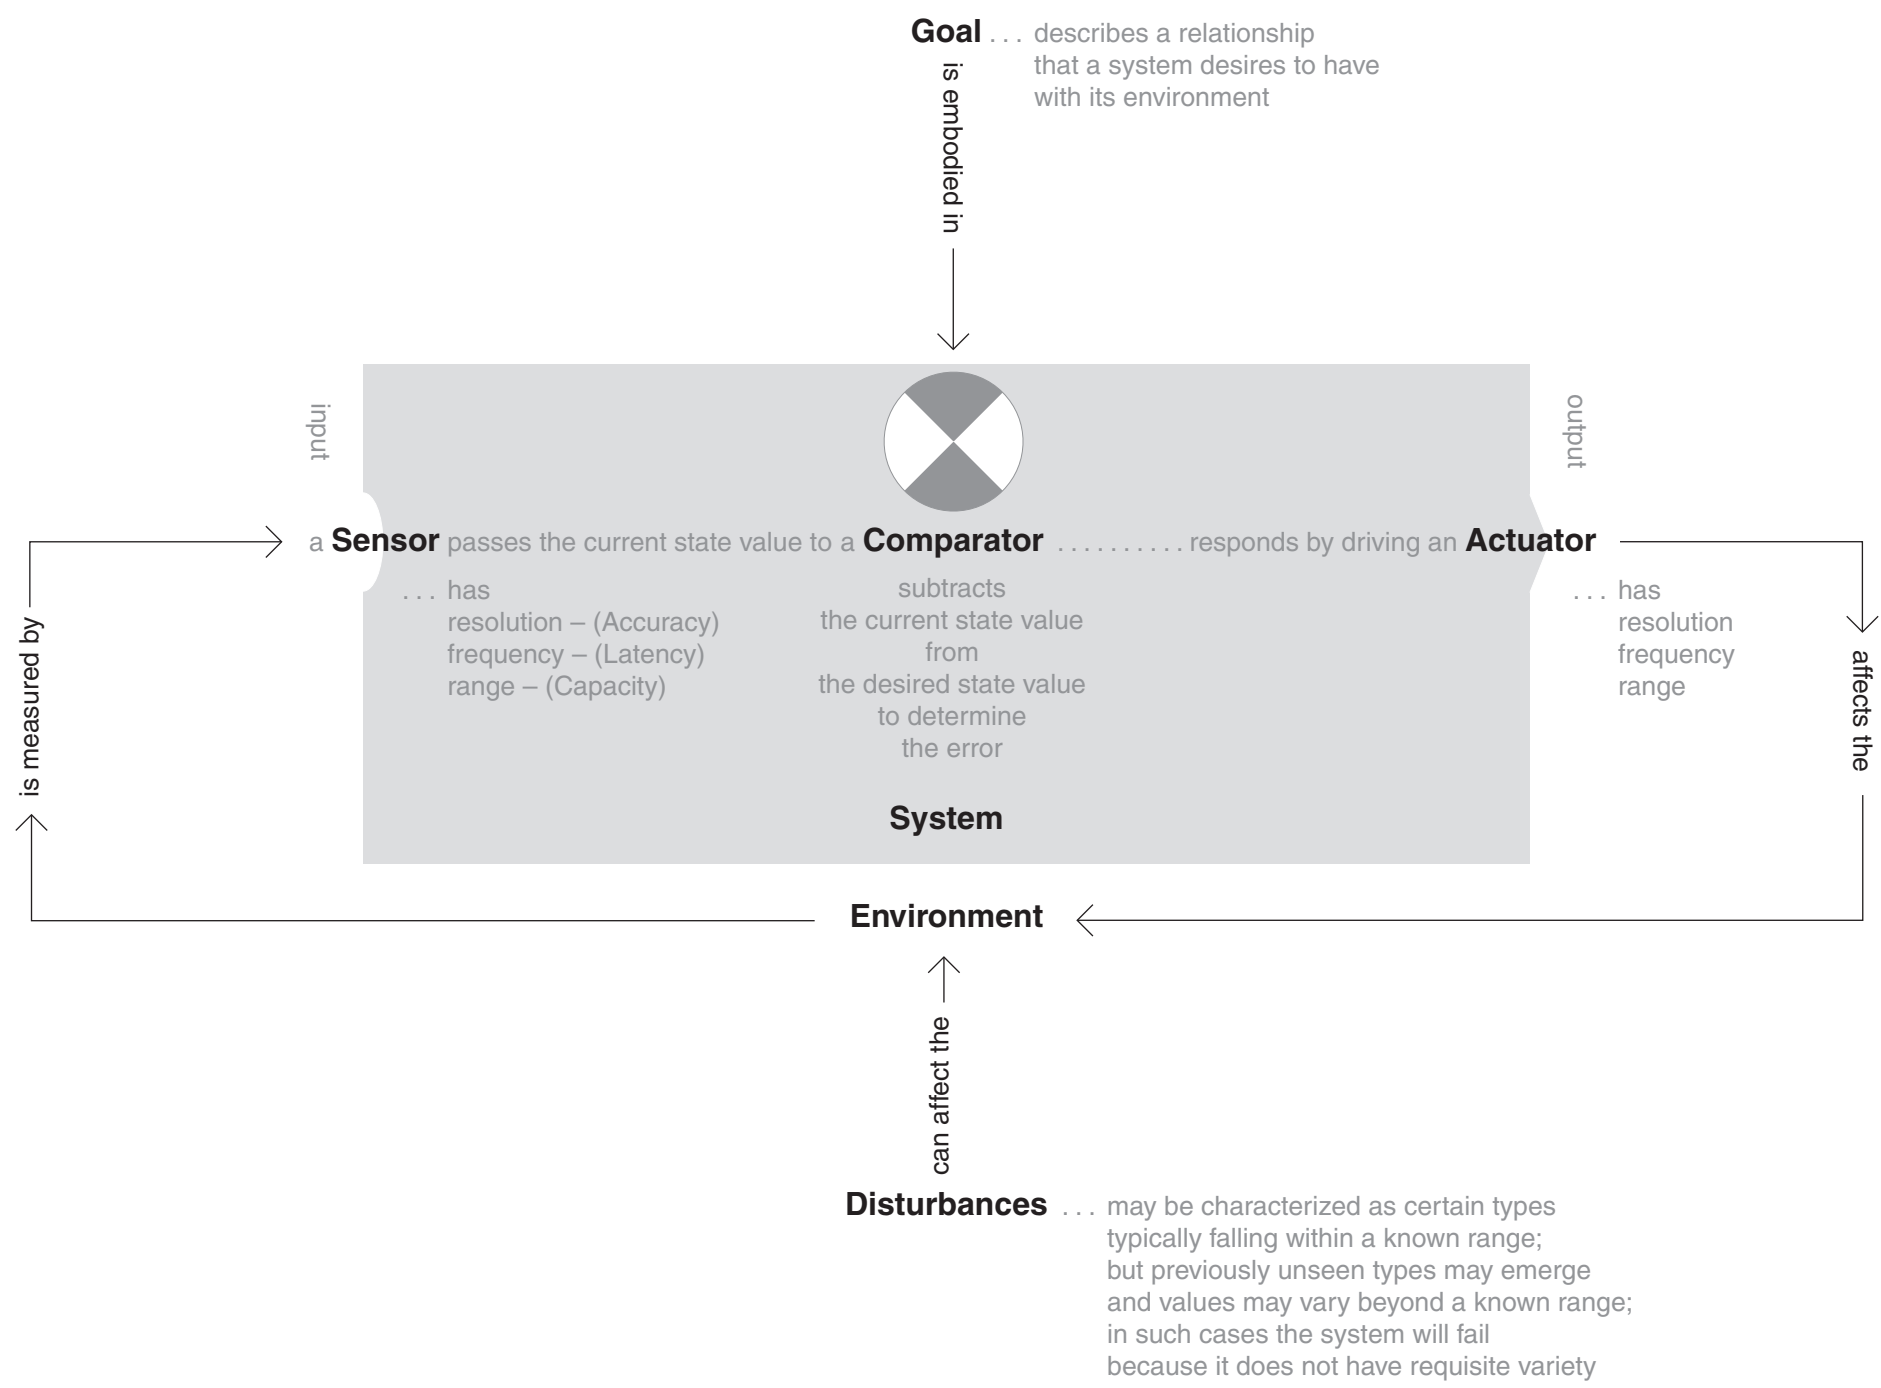 Goal . . . describes a relationship
that a system desires to have
with its environment
is embodied in
input
output
a Sensor passes the current state value to a Comparator . . . . . . . . . . responds by driving an Actuator
. . . has
resolution – (Accuracy)
frequency – (Latency)
range – (Capacity)
subtracts
the current state value
from
the desired state value
to determine
the error
. . . has
resolution
frequency
range
is measured by
affects the
System
Environment
can affect the
Disturbances . . . may be characterized as certain types
typically falling within a known range;
but previously unseen types may emerge
and values may vary beyond a known range;
in such cases the system will fail
because it does not have requisite variety